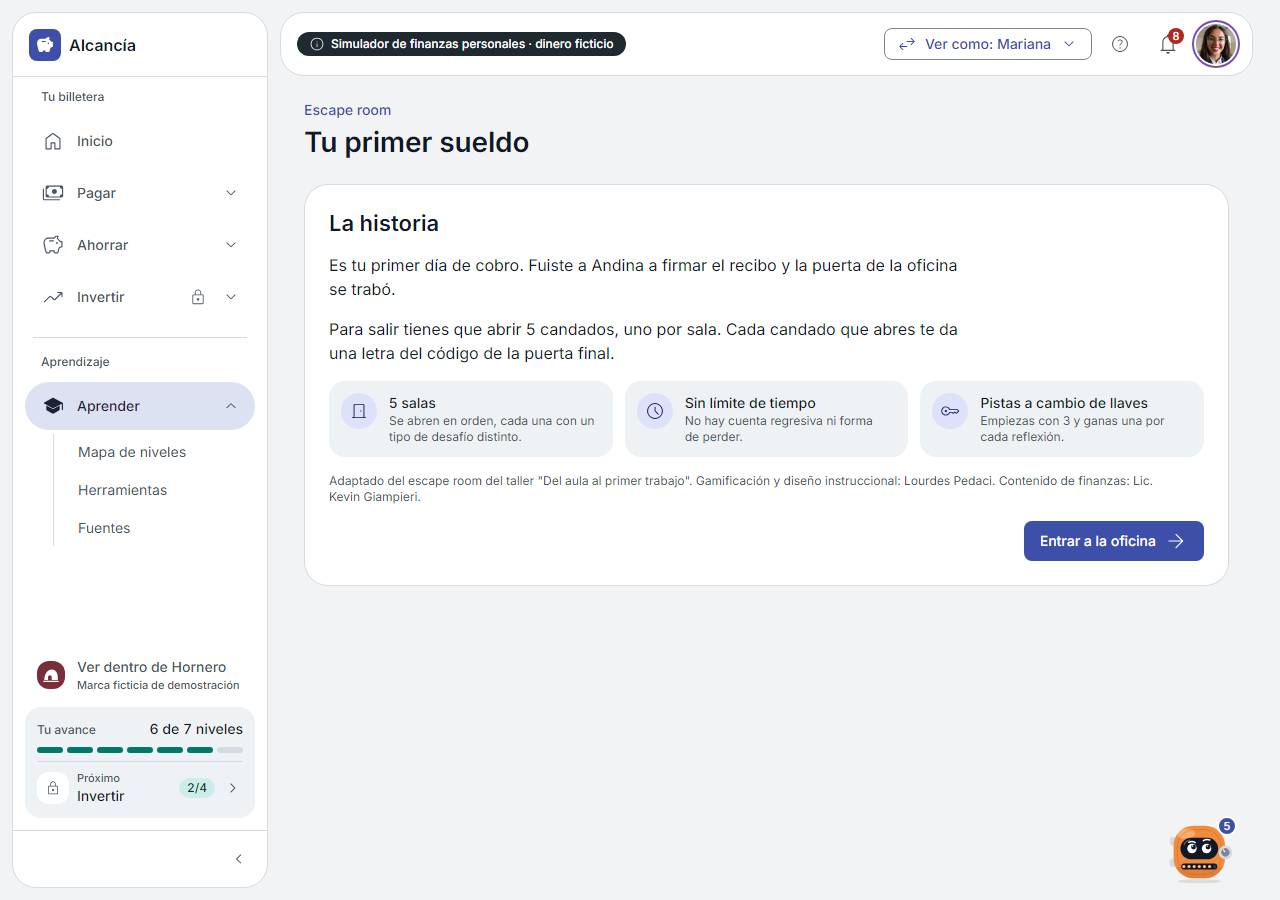 Alcancía
Tu billetera
Inicio
Pagar
Ahorrar
Invertir
Aprendizaje
Aprender
Mapa de niveles
Herramientas
Fuentes
Ver dentro de Hornero
Marca ficticia de demostración
Tu avance
6 de 7 niveles
Próximo
Invertir
2/4
Simulador de finanzas personales · dinero ficticio
Ver como: Mariana
8
Escape room
Tu primer sueldo
La historia
Es tu primer día de cobro. Fuiste a Andina a firmar el recibo y la puerta de la oficina
se trabó.
Para salir tienes que abrir 5 candados, uno por sala. Cada candado que abres te da
una letra del código de la puerta final.
5 salas
Se abren en orden, cada una con un
tipo de desafío distinto.
Sin límite de tiempo
No hay cuenta regresiva ni forma
de perder.
Pistas a cambio de llaves
Empiezas con 3 y ganas una por
cada reflexión.
Adaptado del escape room del taller "Del aula al primer trabajo". Gamificación y diseño instruccional: Lourdes Pedaci. Contenido de finanzas: Lic.
Kevin Giampieri.
Entrar a la oficina
5